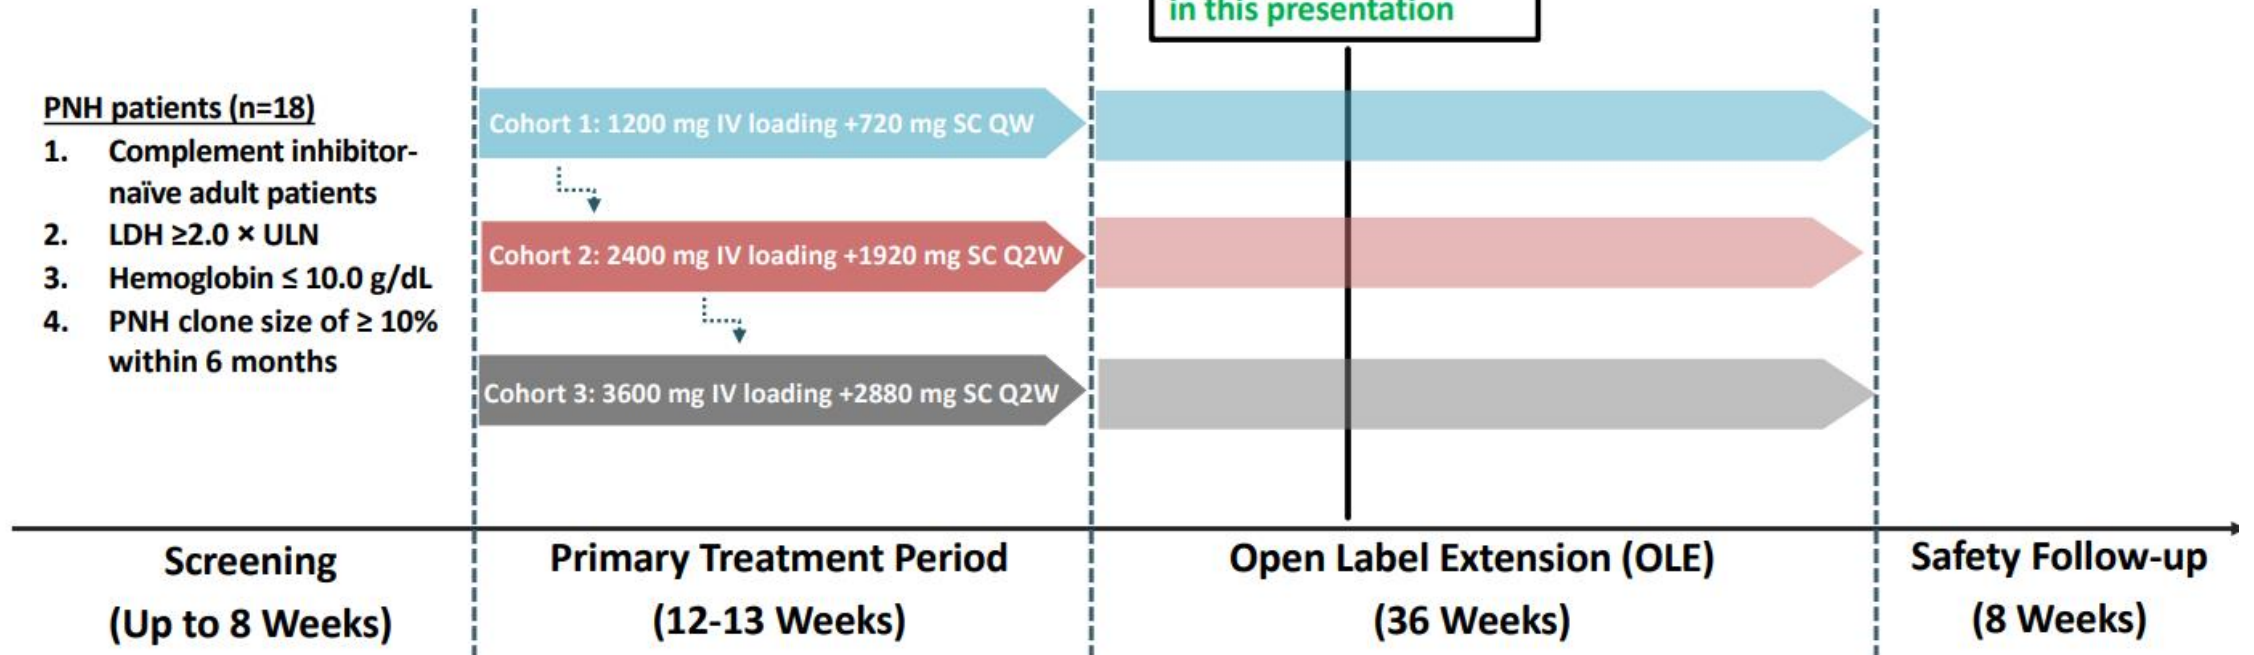 in this presentation
PNH patients (n=18)
1. Complement inhibitor-
naïve adult patients
2. LDH ≥2.0 × ULN
3. Hemoglobin ≤ 10.0 g/dL
4. PNH clone size of ≥ 10%
within 6 months
Cohort 1: 1200 mg IV loading +720 mg SC QW
Cohort 2: 2400 mg IV loading +1920 mg SC Q2W
Cohort 3: 3600 mg IV loading +2880 mg SC Q2W
Screening
(Up to 8 Weeks)
Primary Treatment Period
(12-13 Weeks)
Open Label Extension (OLE)
(36 Weeks)
Safety Follow-up
(8 Weeks)